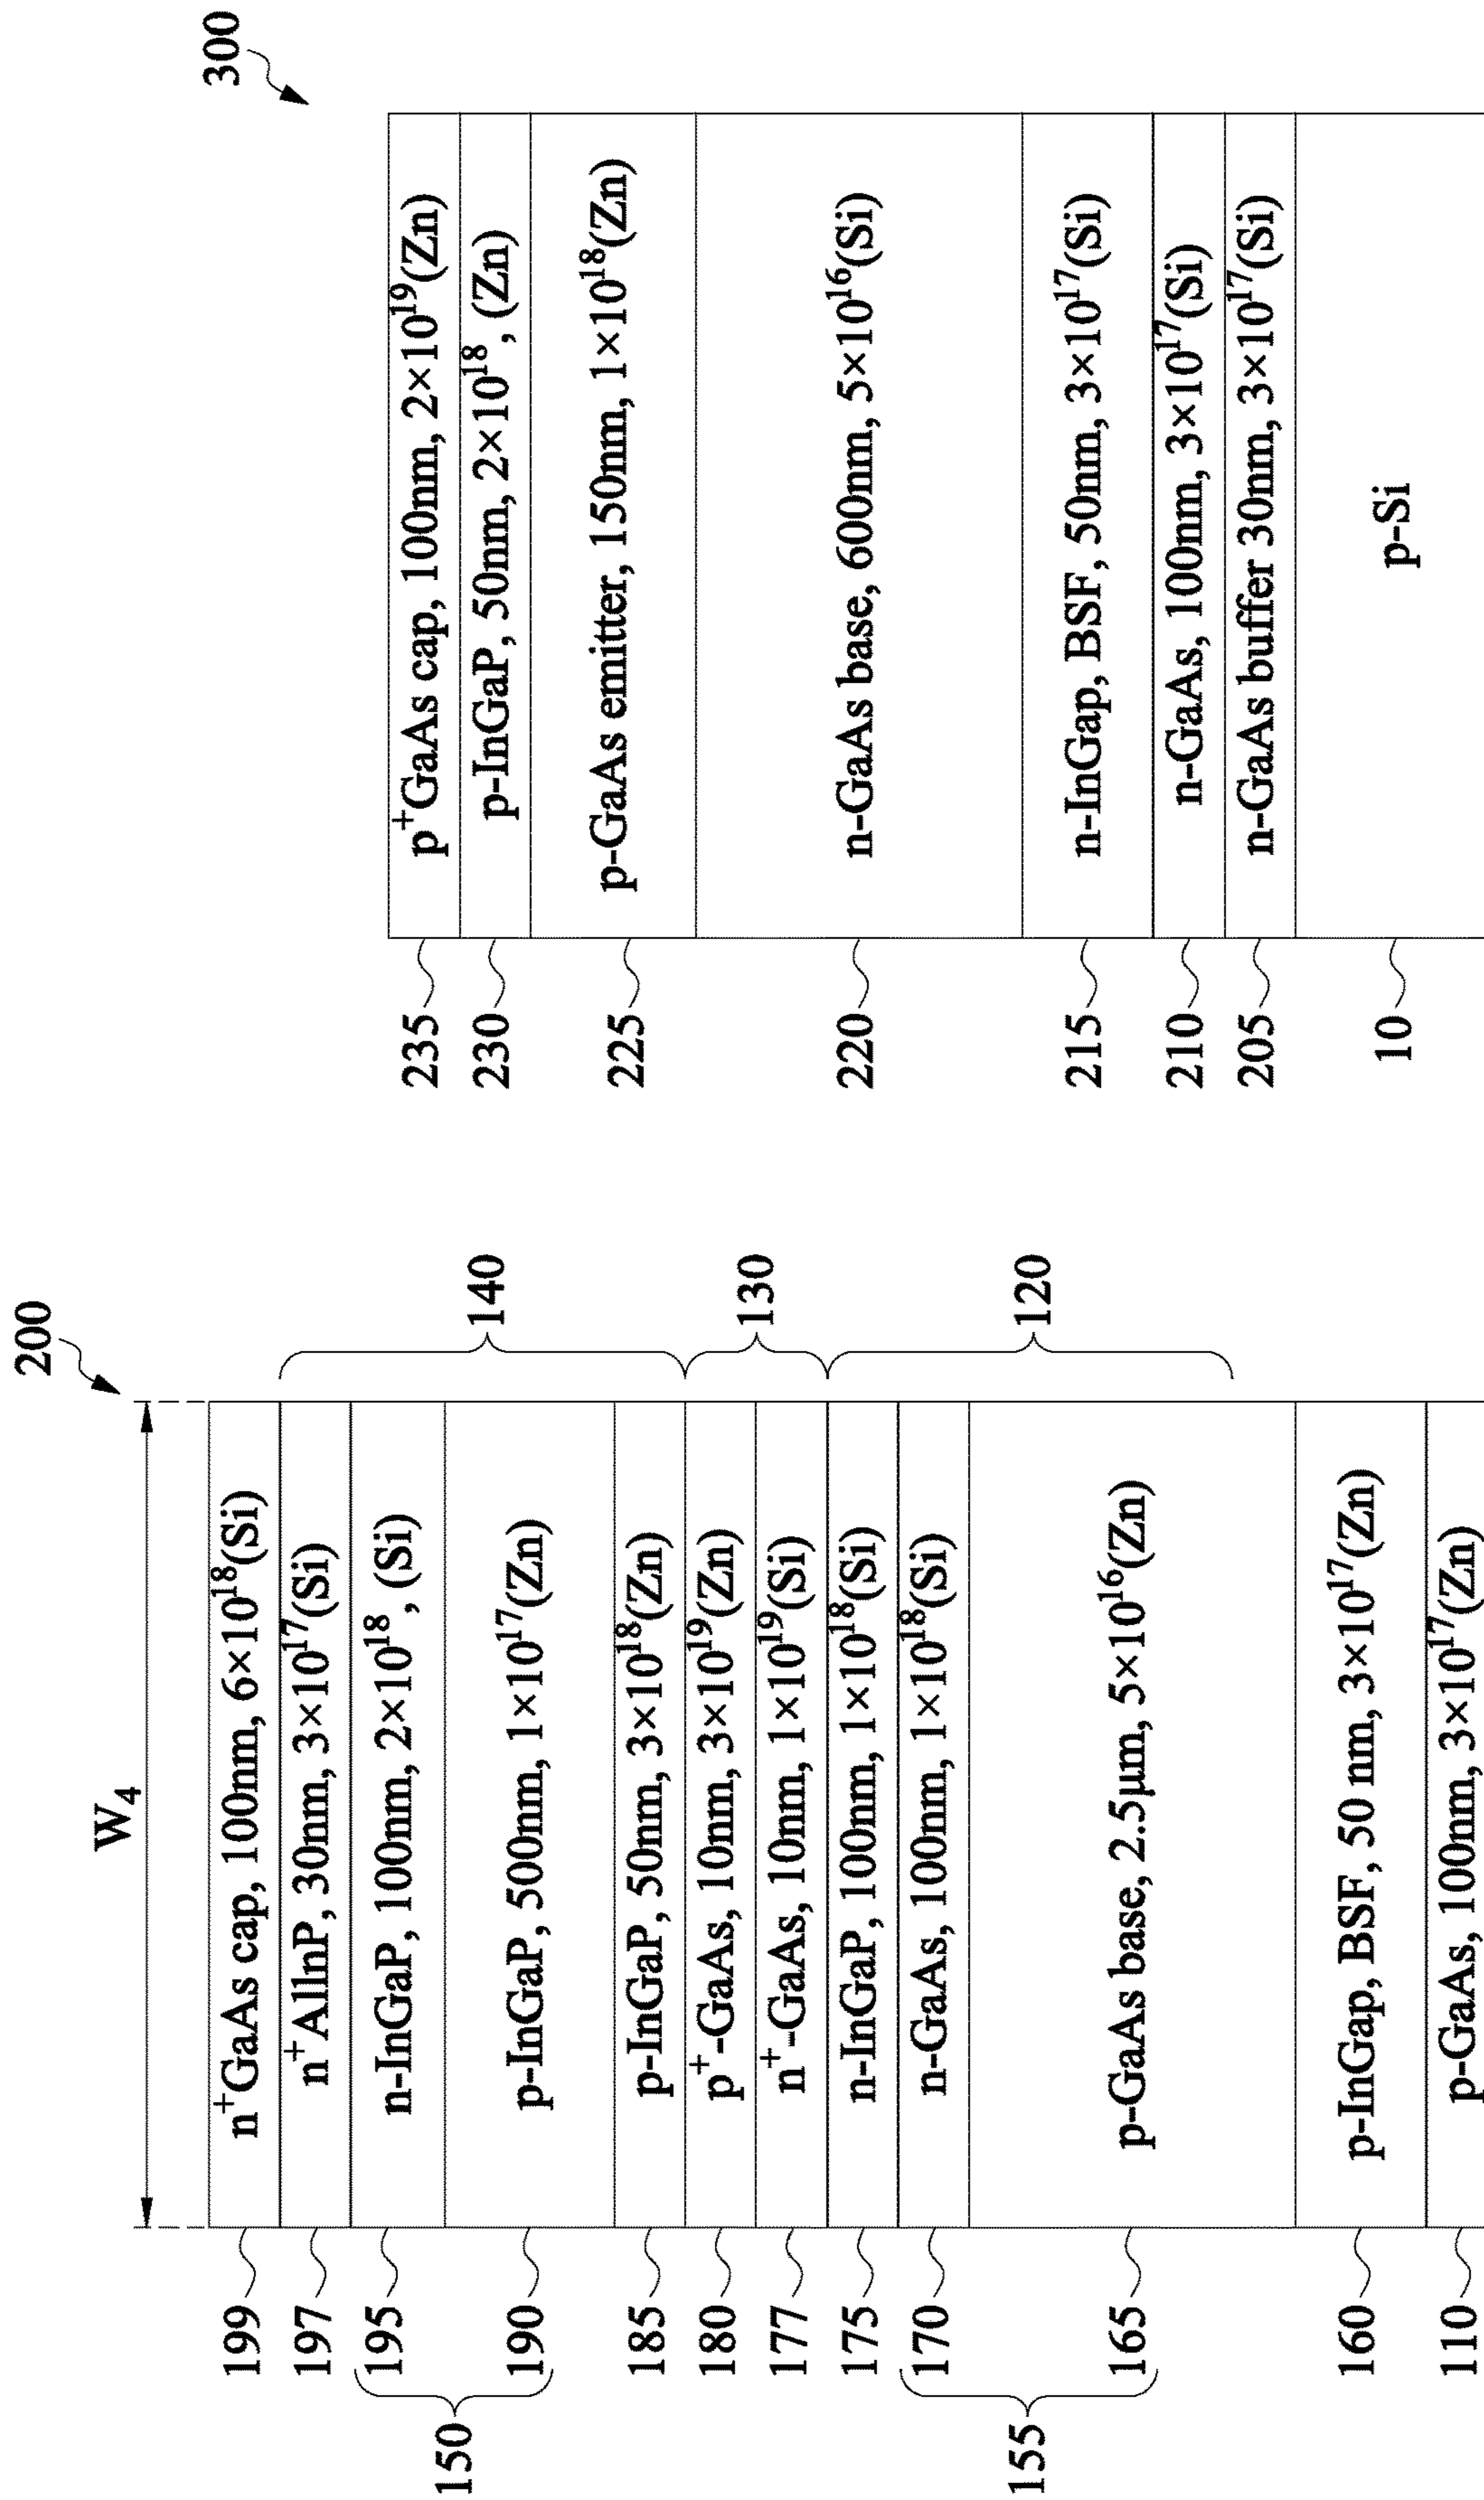 200
W4
199
n+GaAs cap, 100nm, 6×10^18(Si)
197
n+AlInP, 30nm, 3×10^17(Si)
195
n-InGaP, 100nm, 2×10^18, (Si)
190
p-InGaP, 500nm, 1×10^17(Zn)
150
140
185
p-InGaP, 50nm, 3×10^18(Zn)
180
p+-GaAs, 10nm, 3×10^19(Zn)
177
n+-GaAs, 10nm, 1×10^19(Si)
130
175
n-InGaP, 100nm, 1×10^18(Si)
170
n-GaAs, 100nm, 1×10^18(Si)
165
p-GaAs base, 2.5μm, 5×10^16(Zn)
155
120
160
p-InGap, BSF, 50 nm, 3×10^17(Zn)
110
p-GaAs, 100nm, 3×10^17(Zn)
300
235
p+GaAs cap, 100nm, 2×10^19(Zn)
230
p-InGaP, 50nm, 2×10^18, (Zn)
225
p-GaAs emitter, 150nm, 1×10^18(Zn)
220
n-GaAs base, 600nm, 5×10^16(Si)
215
n-InGap, BSF, 50nm, 3×10^17(Si)
210
n-GaAs, 100nm, 3×10^17(Si)
205
n-GaAs buffer 30nm, 3×10^17(Si)
10
p-Si